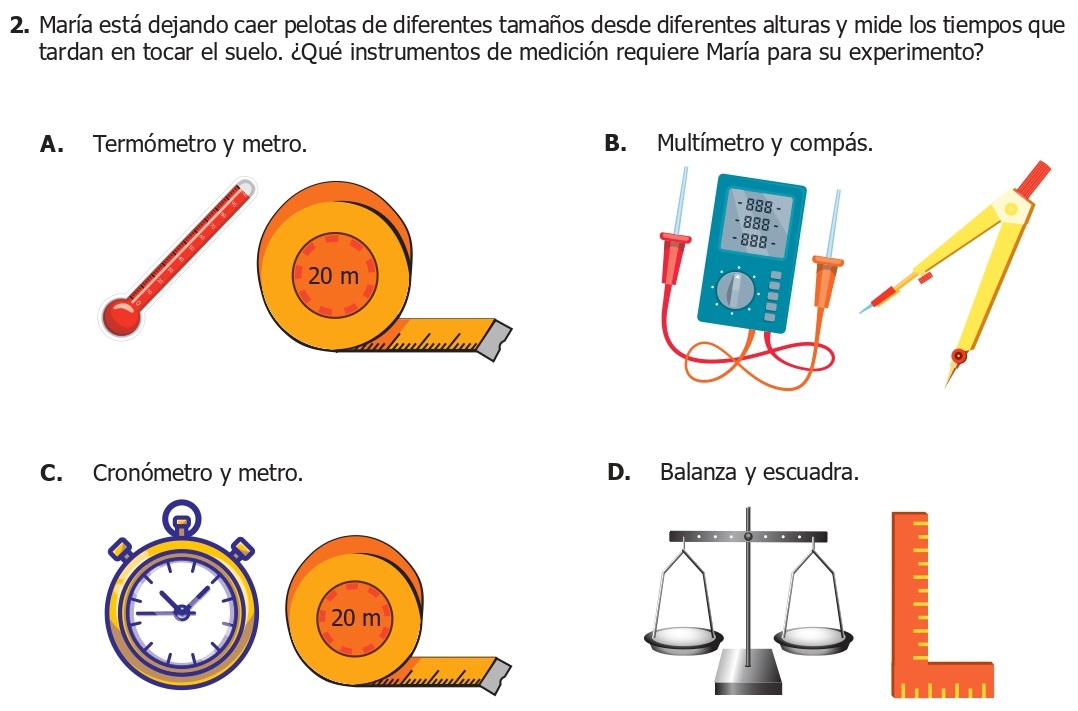 2. María está dejando caer pelotas de diferentes tamaños desde diferentes alturas y mide los tiempos que
tardan en tocar el suelo. ¿Qué instrumentos de medición requiere María para su experimento?
A. Termómetro y metro.
B. Multímetro y compás.
20 m
- 888 -
- 888 -
- 888 -
C. Cronómetro y metro.
D. Balanza y escuadra.
20 m